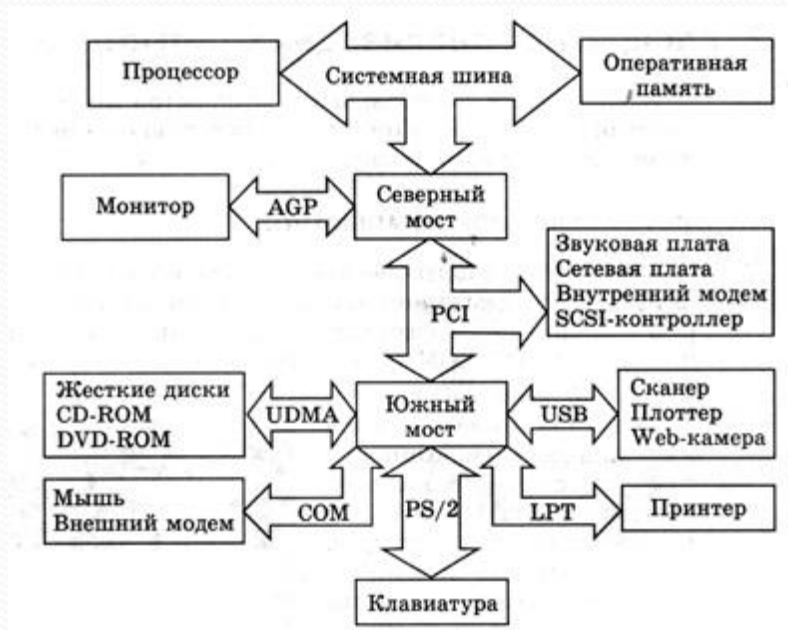 Процессор
Системная шина
Оперативная
память
Монитор
AGP
Северный
мост
Звуковая плата
Сетевая плата
Внутренний модем
SCSI-контроллер
PCI
Жесткие диски
CD-ROM
DVD-ROM
UDMA
Южный
мост
USB
Сканер
Плоттер
Web-камера
Мышь
Внешний модем
COM
PS/2
LPT
Принтер
Клавиатура